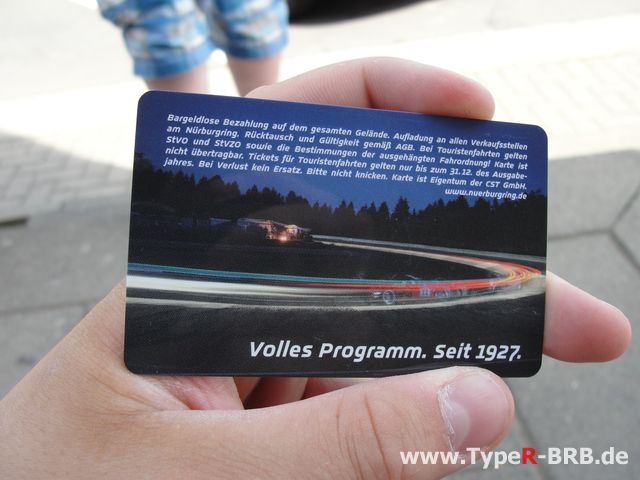 Bargeldlose Bezahlung auf dem gesamten Gelände. Aufladung an allen Verkaufsstellen
am Nürburgring. Rücktausch und Gültigkeit gemäß AGB. Bei Touristenfahrten gelten
StVO und StVZO sowie die Bestimmungen der ausgehängten Fahrordnung! Karte ist
nicht übertragbar. Tickets für Touristenfahrten gelten nur bis zum 31.12. des Ausgabe-
jahres. Bei Verlust kein Ersatz. Bitte nicht knicken. Karte ist Eigentum der CST GmbH.
www.nuerburgring.de
Volles Programm. Seit 1927.
www.TypeR-BRB.de